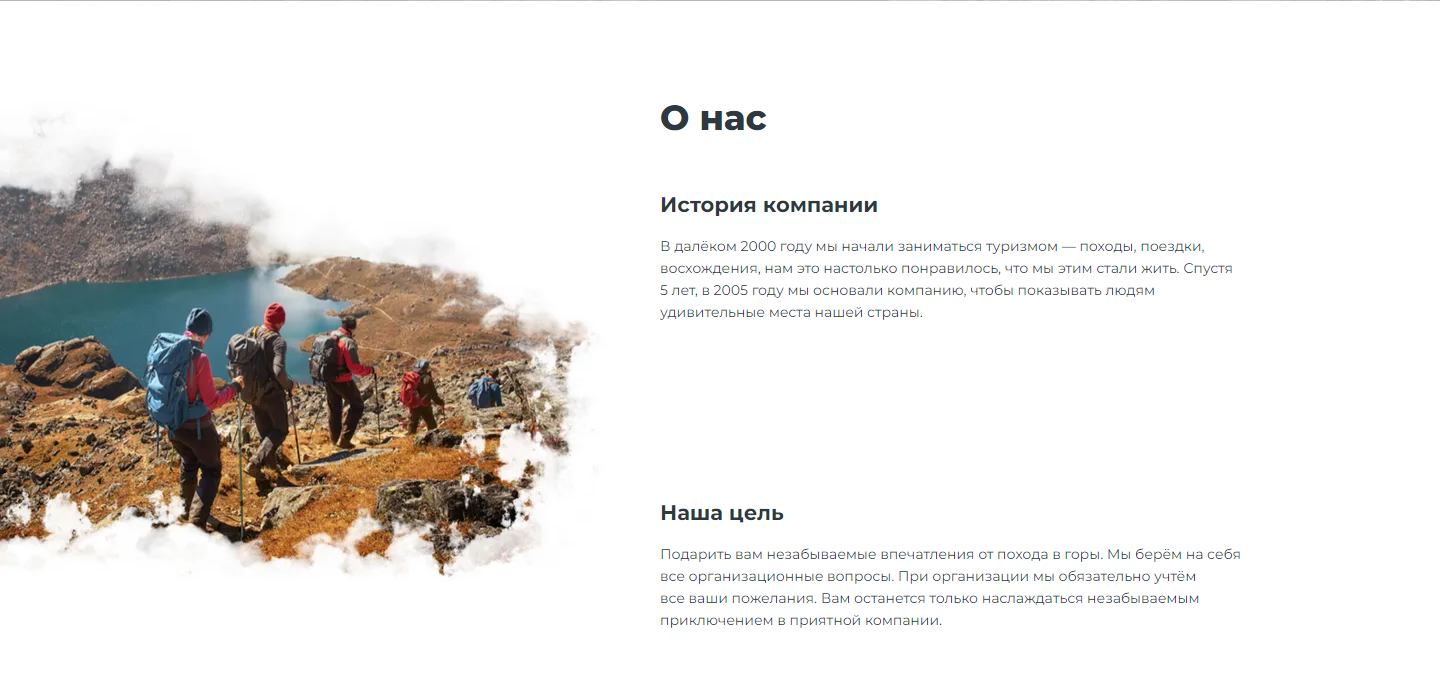 О нас
История компании
В далёком 2000 году мы начали заниматься туризмом — походы, поездки,
восхождения, нам это настолько понравилось, что мы этим стали жить. Спустя
5 лет, в 2005 году мы основали компанию, чтобы показывать людям
удивительные места нашей страны.
Наша цель
Подарить вам незабываемые впечатления от похода в горы. Мы берём на себя
все организационные вопросы. При организации мы обязательно учтём
все ваши пожелания. Вам останется только наслаждаться незабываемым
приключением в приятной компании.